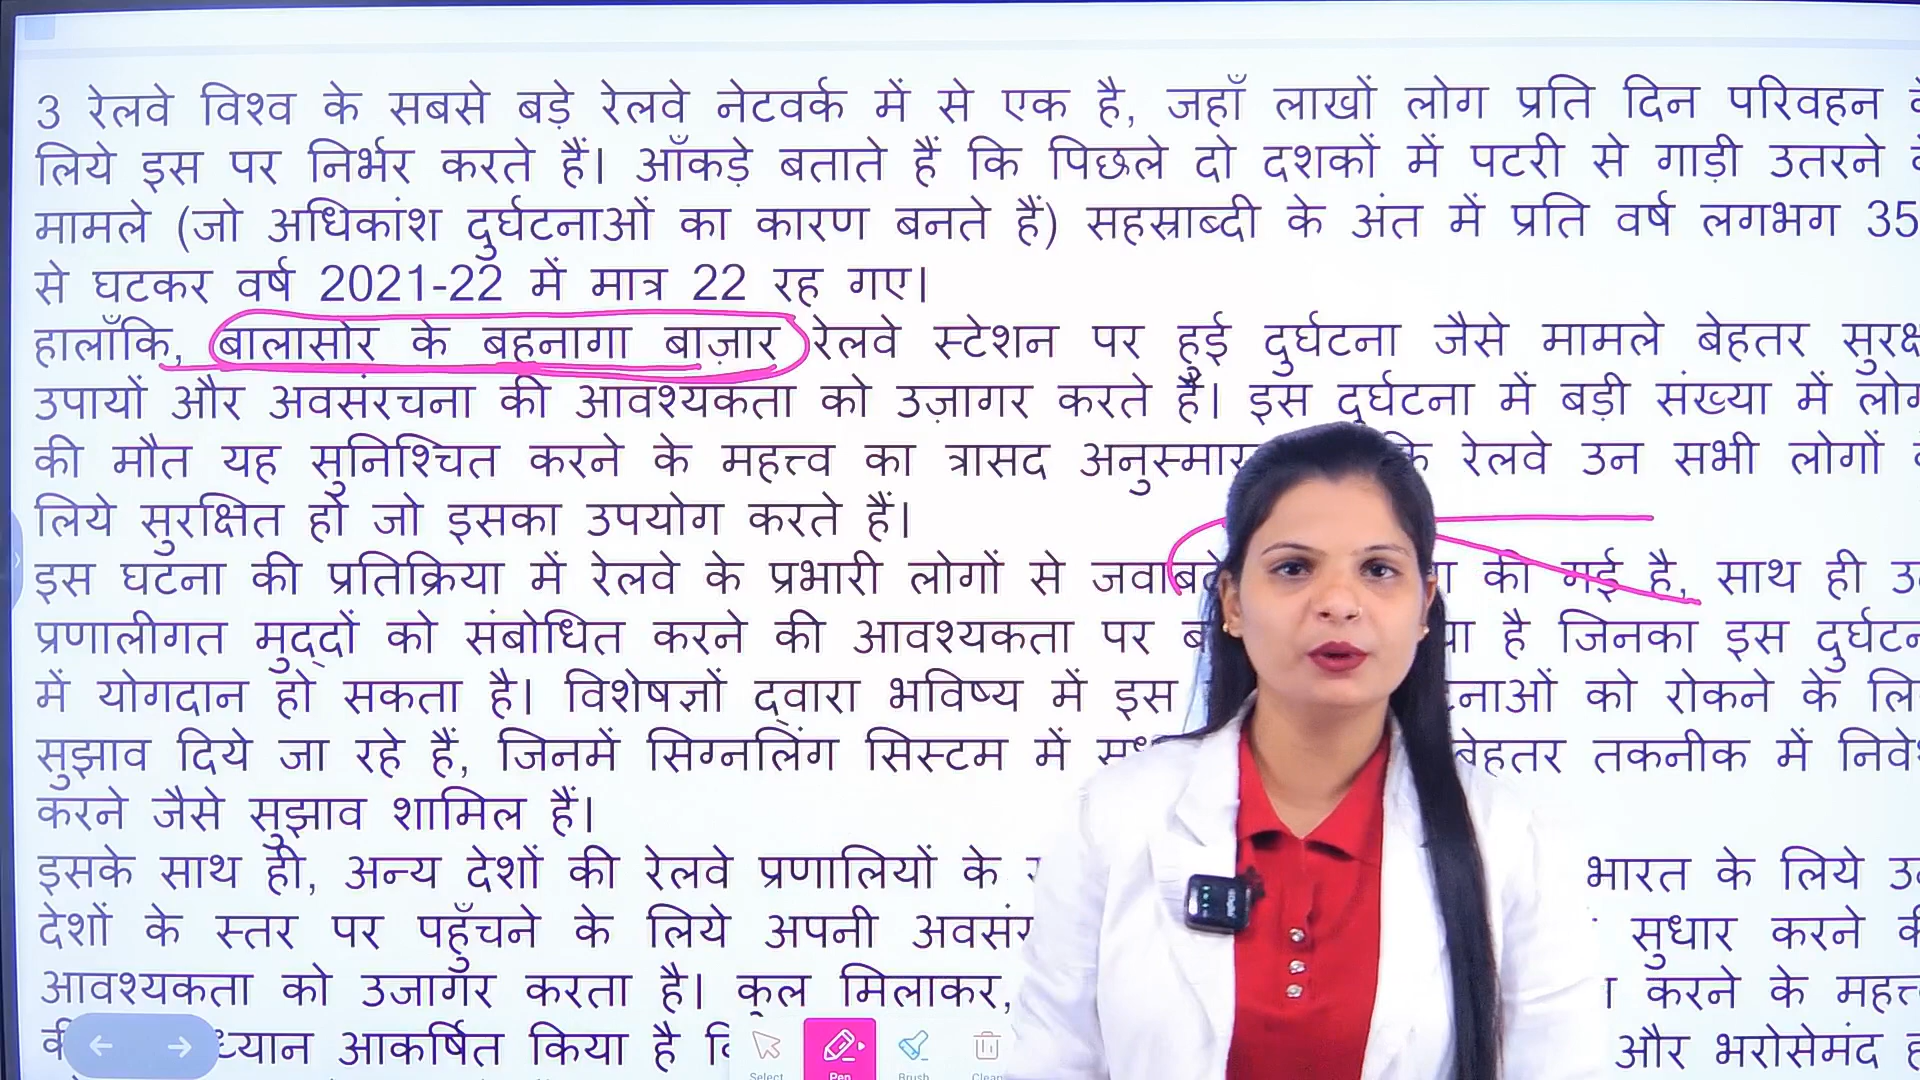 3 रेलवे विश्व के सबसे बड़े रेलवे नेटवर्क में से एक है, जहाँ लाखों लोग प्रति दिन परिवहन
लिये इस पर निर्भर करते हैं। आँकड़े बताते हैं कि पिछले दो दशकों में पटरी से गाड़ी उतरने
मामले (जो अधिकांश दुर्घटनाओं का कारण बनते हैं) सहस्राब्दी के अंत में प्रति वर्ष लगभग 35
से घटकर वर्ष 2021-22 में मात्र 22 रह गए।
हालाँकि, बालासोर के बहनागा बाज़ार रेलवे स्टेशन पर हुई दुर्घटना जैसे मामले बेहतर
उपायों और अवसंरचना की आवश्यकता को उज़ागर करते हैं। इस दुर्घटना में बड़ी संख्या में
की मौत यह सुनिश्चित करने के महत्त्व का त्रासद रेलवे उन सभी लोगों
लिये सुरक्षित हो जो इसका उपयोग करते हैं।
इस घटना की प्रतिक्रिया में रेलवे के प्रभारी लोगों से की गई है, साथ ही
प्रणालीगत मुद्दों को संबोधित करने की आवश्यकता पर है जिनका इस
में योगदान हो सकता है। विशेषज्ञों द्वारा भविष्य में इस को रोकने के
सुझाव दिये जा रहे हैं, जिनमें सिग्नलिंग सिस्टम में बेहतर तकनीक में
करने जैसे सुझाव शामिल हैं।
इसके साथ ही, अन्य देशों की रेलवे प्रणालियों के भारत के लिये
देशों के स्तर पर पहुँचने के लिये अपनी सुधार करने
आवश्यकता को उजागर करता है। कुल मिलाकर, करने के
आकर्षित किया है और भरोसेमंद
Select Pen Brush Clean